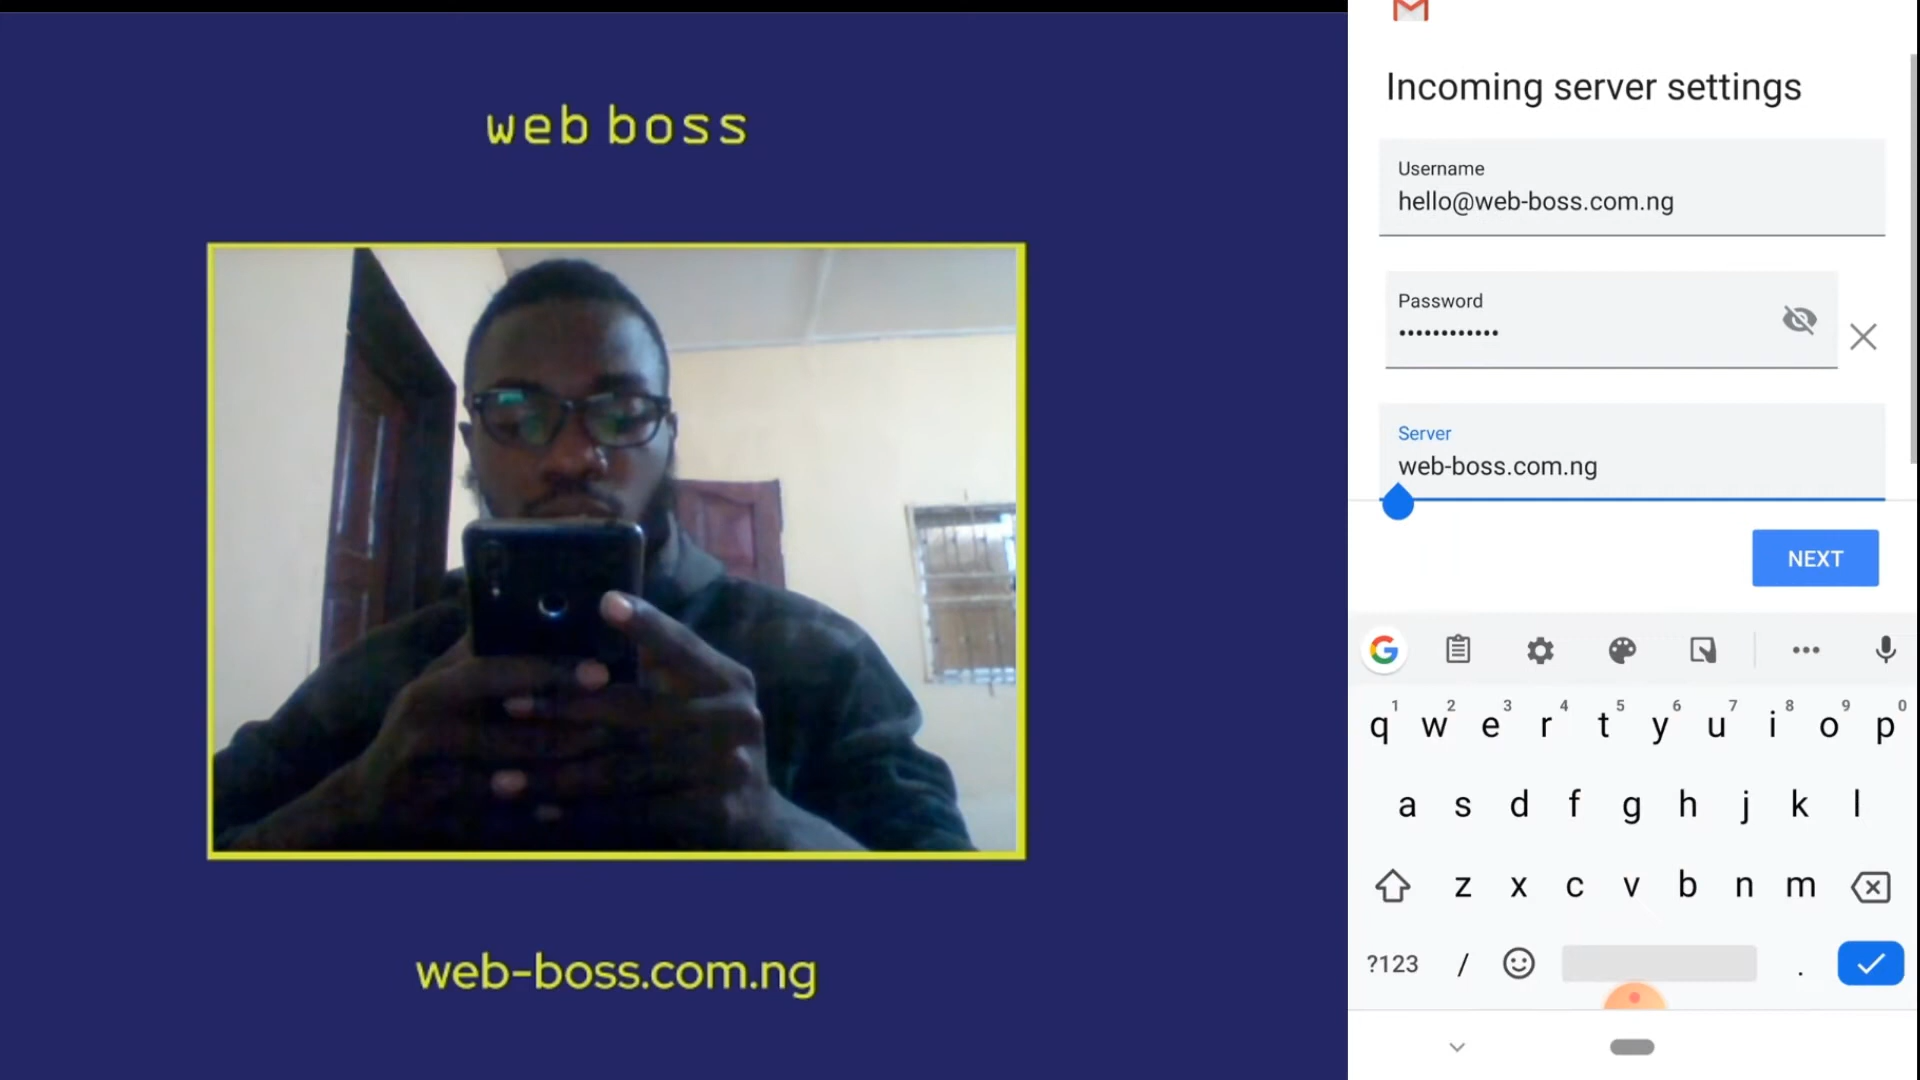 web boss
web-boss.com.ng
Incoming server settings
Username
hello@web-boss.com.ng
Password
••••••••••••
Server
web-boss.com.ng
NEXT
1 2 3 4 5 6 7 8 9 0
q w e r t y u i o p
a s d f g h j k l
z x c v b n m
?123 / .